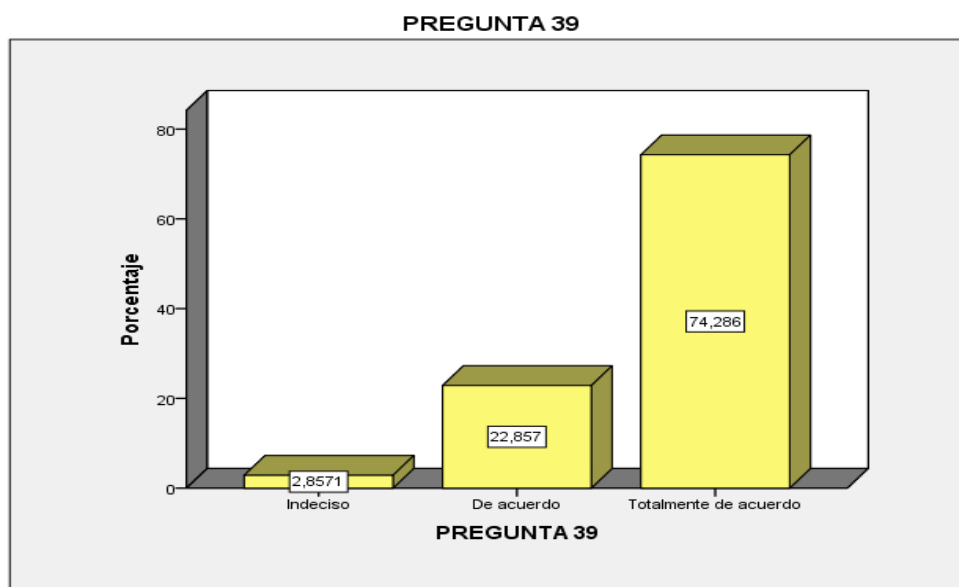 PREGUNTA 39
Porcentaje
80
60
40
20
0
74,286
22,857
2,8571
Indeciso
De acuerdo
Totalmente de acuerdo
PREGUNTA 39